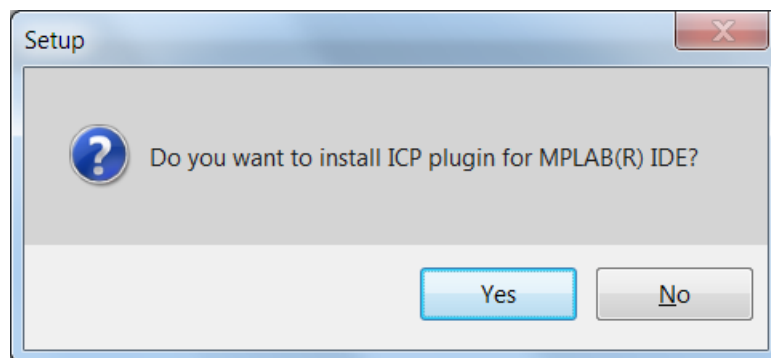 Setup
Do you want to install ICP plugin for MPLAB(R) IDE?
Yes
No